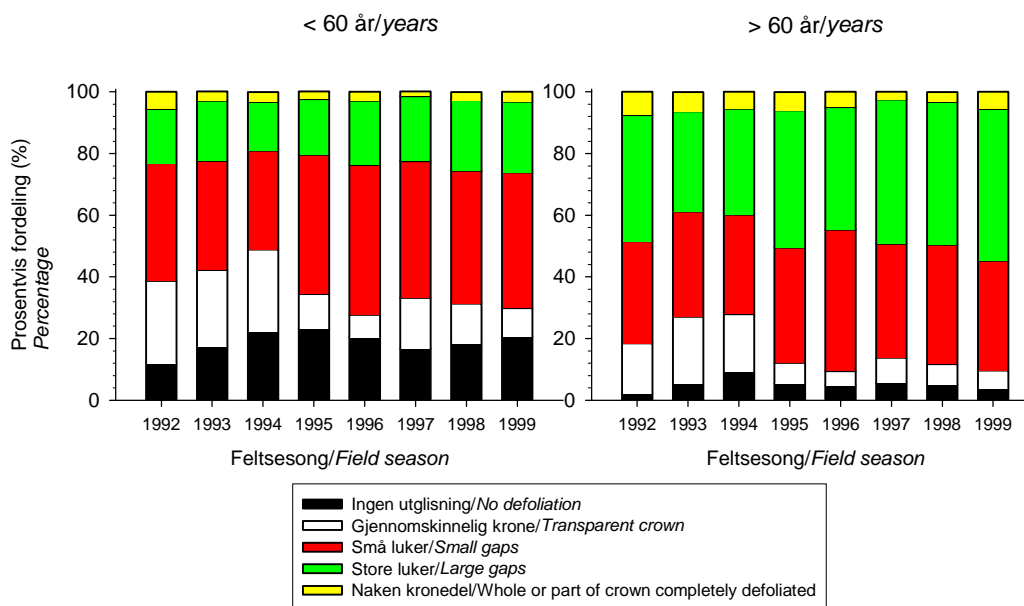 < 60 år/years
> 60 years/years
Prosentvis fordeling (%)
Percentage
100
80
60
40
20
0
1992 1993 1994 1995 1996 1997 1998 1999
Feltsesong/Field season
100
80
60
40
20
0
1992 1993 1994 1995 1996 1997 1998 1999
Feltsesong/Field season
Ingen utglisning/No defoliation
Gjennomskinnelig krone/Transparent crown
Små luker/Small gaps
Store luker/Large gaps
Naken kronedel/Whole or part of crown completely defoliated